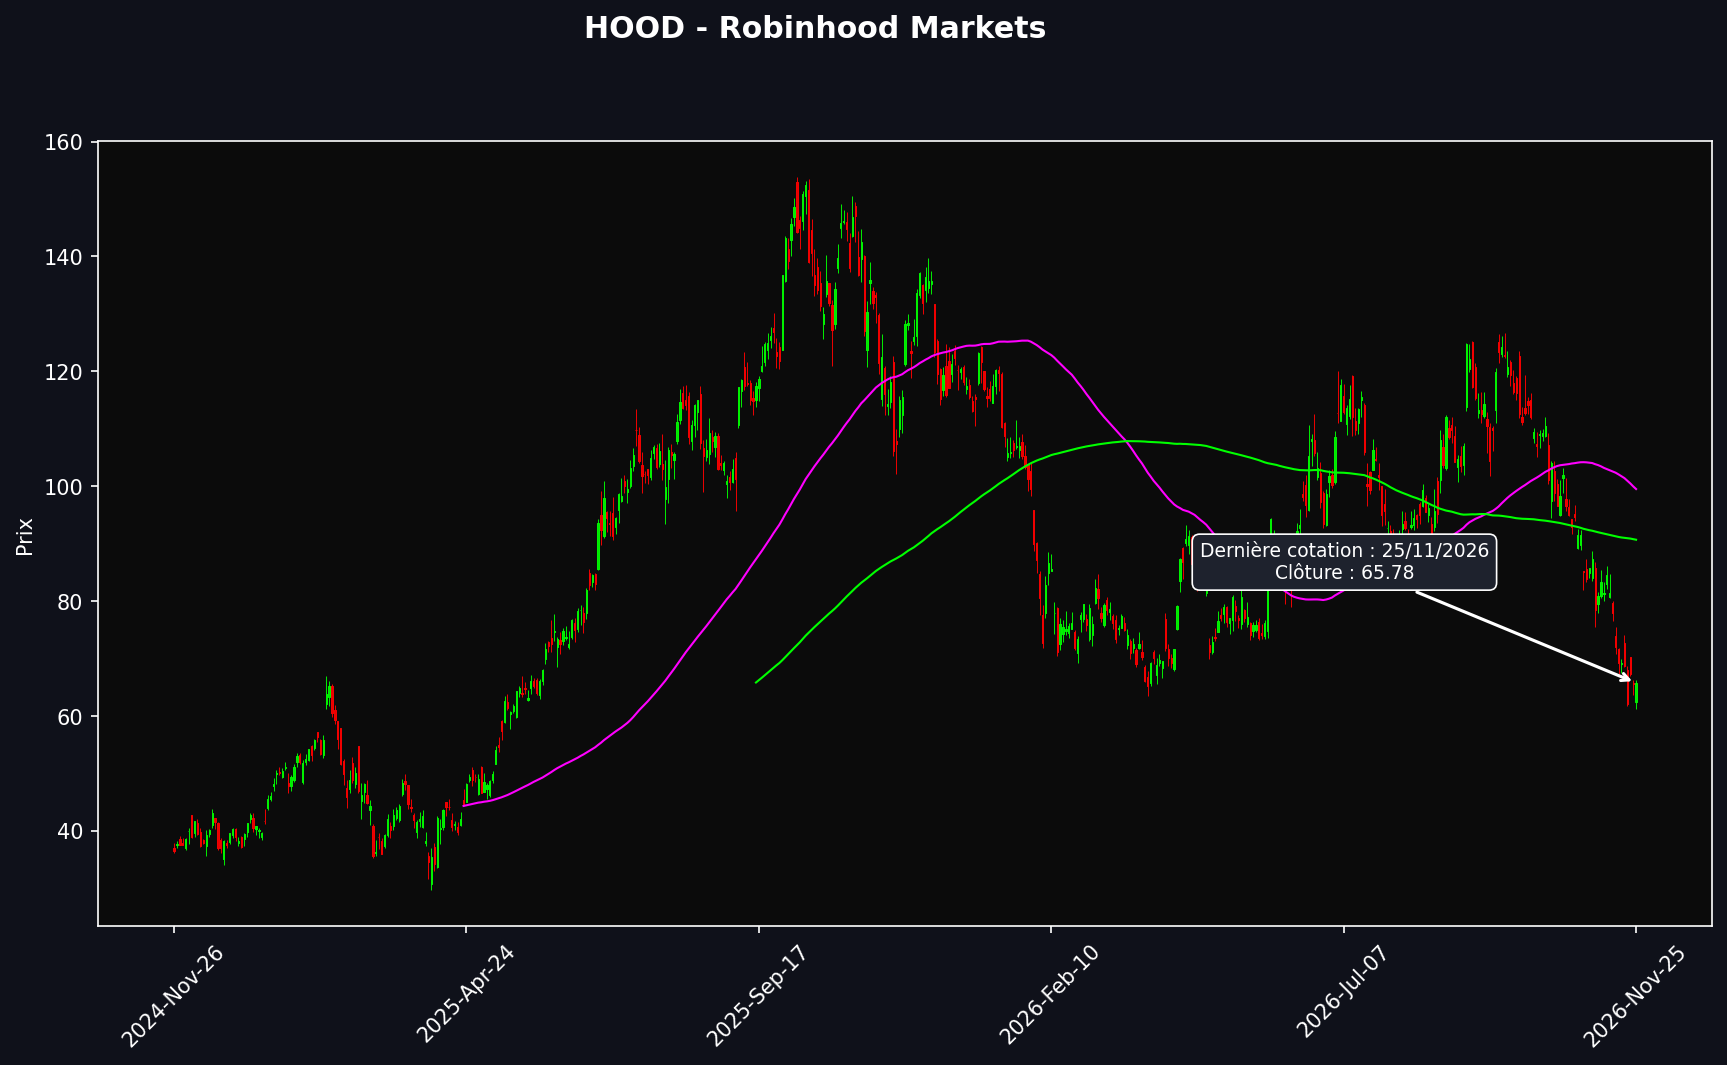 HOOD - Robinhood Markets
160
140
120
100
80
60
40
Prix
Dernière cotation : 25/11/2026
Clôture : 65.78
2024-Nov-26
2025-Apr-24
2025-Sep-17
2026-Feb-10
2026-Jul-07
2026-Nov-25